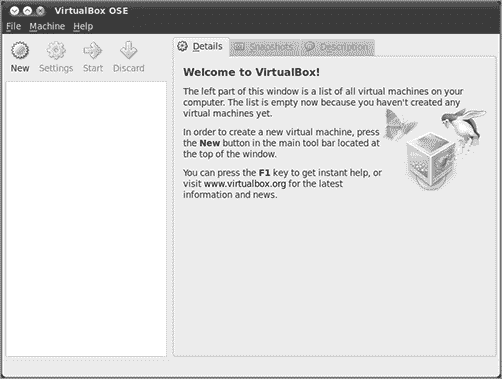 VirtualBox OSE
File Machine Help
New Settings Start Discard
Details Snapshots Description
Welcome to VirtualBox!
The left part of this window is a list of all virtual machines on your
computer. The list is empty now because you haven't created any
virtual machines yet.
In order to create a new virtual machine, press
the New button in the main tool bar located at
the top of the window.
You can press the F1 key to get instant help, or
visit www.virtualbox.org for the latest
information and news.